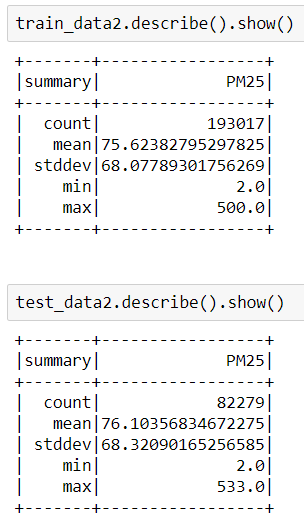 train_data2.describe().show()
+-------+-----------------+
|summary|             PM25|
+-------+-----------------+
|  count|           193017|
|   mean|75.62382795297825|
| stddev|68.07789301756269|
|    min|              2.0|
|    max|            500.0|
+-------+-----------------+
test_data2.describe().show()
+-------+-----------------+
|summary|             PM25|
+-------+-----------------+
|  count|            82279|
|   mean|76.10356834672275|
| stddev|68.32090165256585|
|    min|              2.0|
|    max|            533.0|
+-------+-----------------+